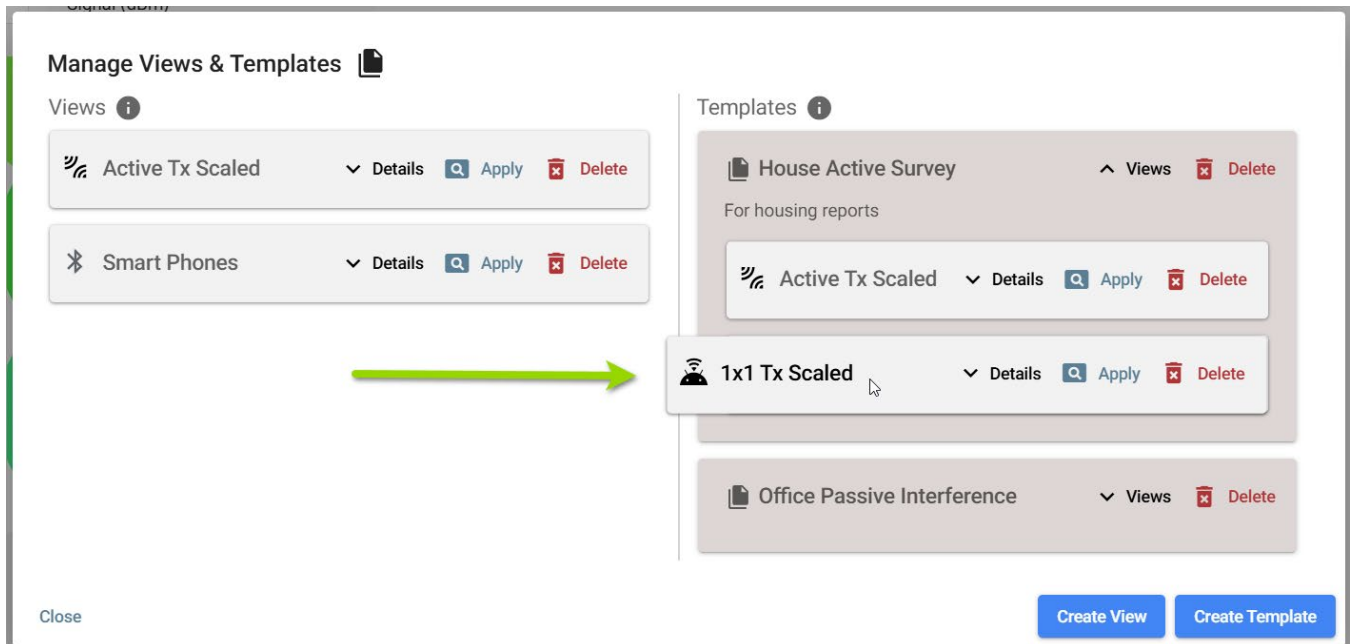 Signal (dBm)
Manage Views & Templates
Views
Active Tx Scaled Details Apply Delete
Smart Phones Details Apply Delete
Templates
House Active Survey Views Delete
For housing reports
Active Tx Scaled Details Apply Delete
1x1 Tx Scaled Details Apply Delete
Office Passive Interference Views Delete
Close
Create View
Create Template